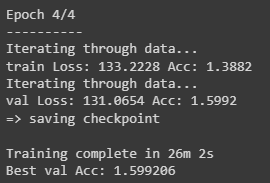 Epoch 4/4
----------
Iterating through data...
train Loss: 133.2228 Acc: 1.3882
Iterating through data...
val Loss: 131.0654 Acc: 1.5992
=> saving checkpoint
Training complete in 26m 2s
Best val Acc: 1.599206